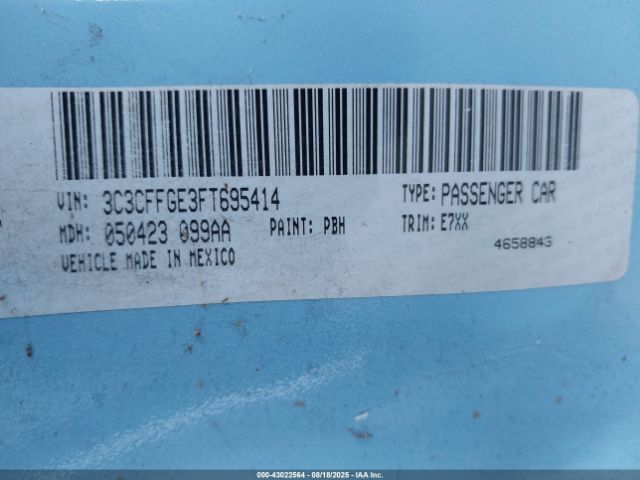 VIN: 3C3CFFGE3FT695414 TYPE: PASSENGER CAR
MDH: 050423 099AA PAINT: PBH TRIM: E7XX
VEHICLE MADE IN MEXICO 4658843
000-43022564 - 08/18/2025 - IAA Inc.